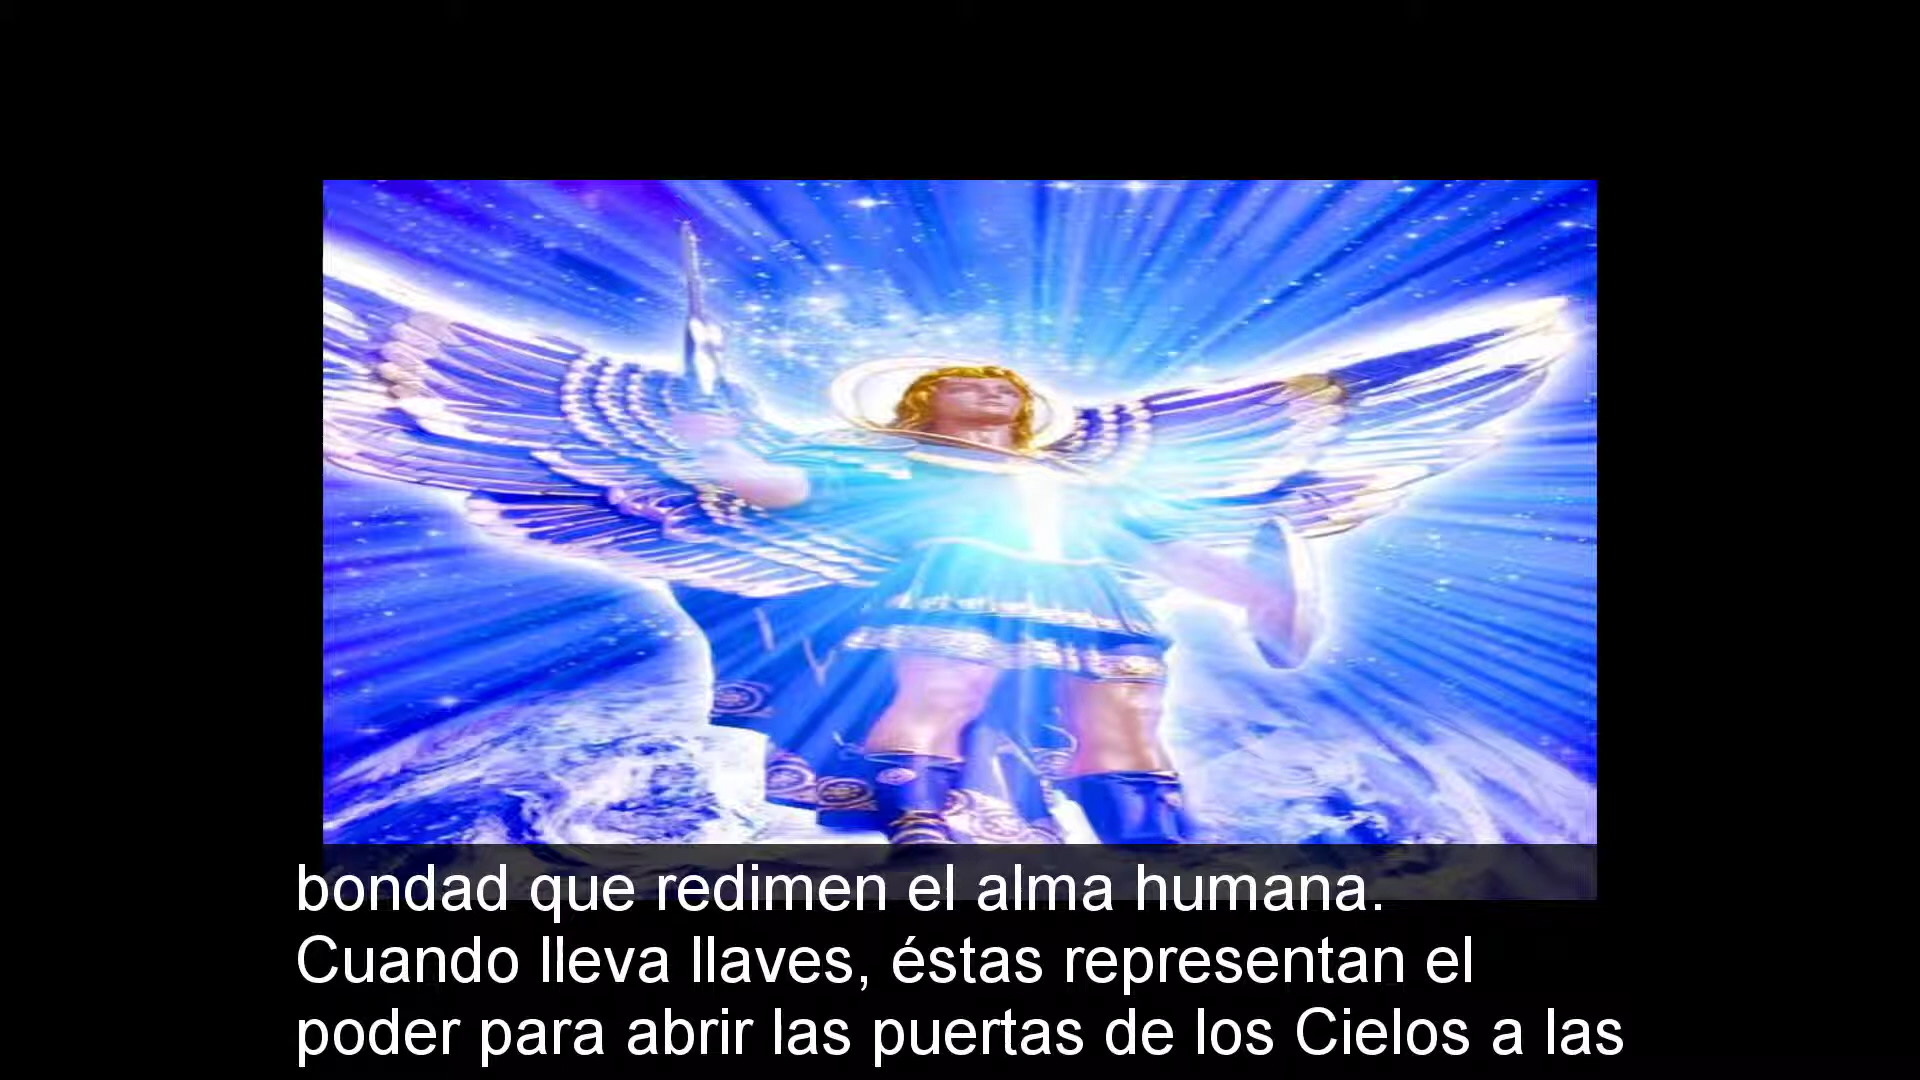 bondad que redimen el alma humana.
Cuando lleva llaves, éstas representan el
poder para abrir las puertas de los Cielos a las